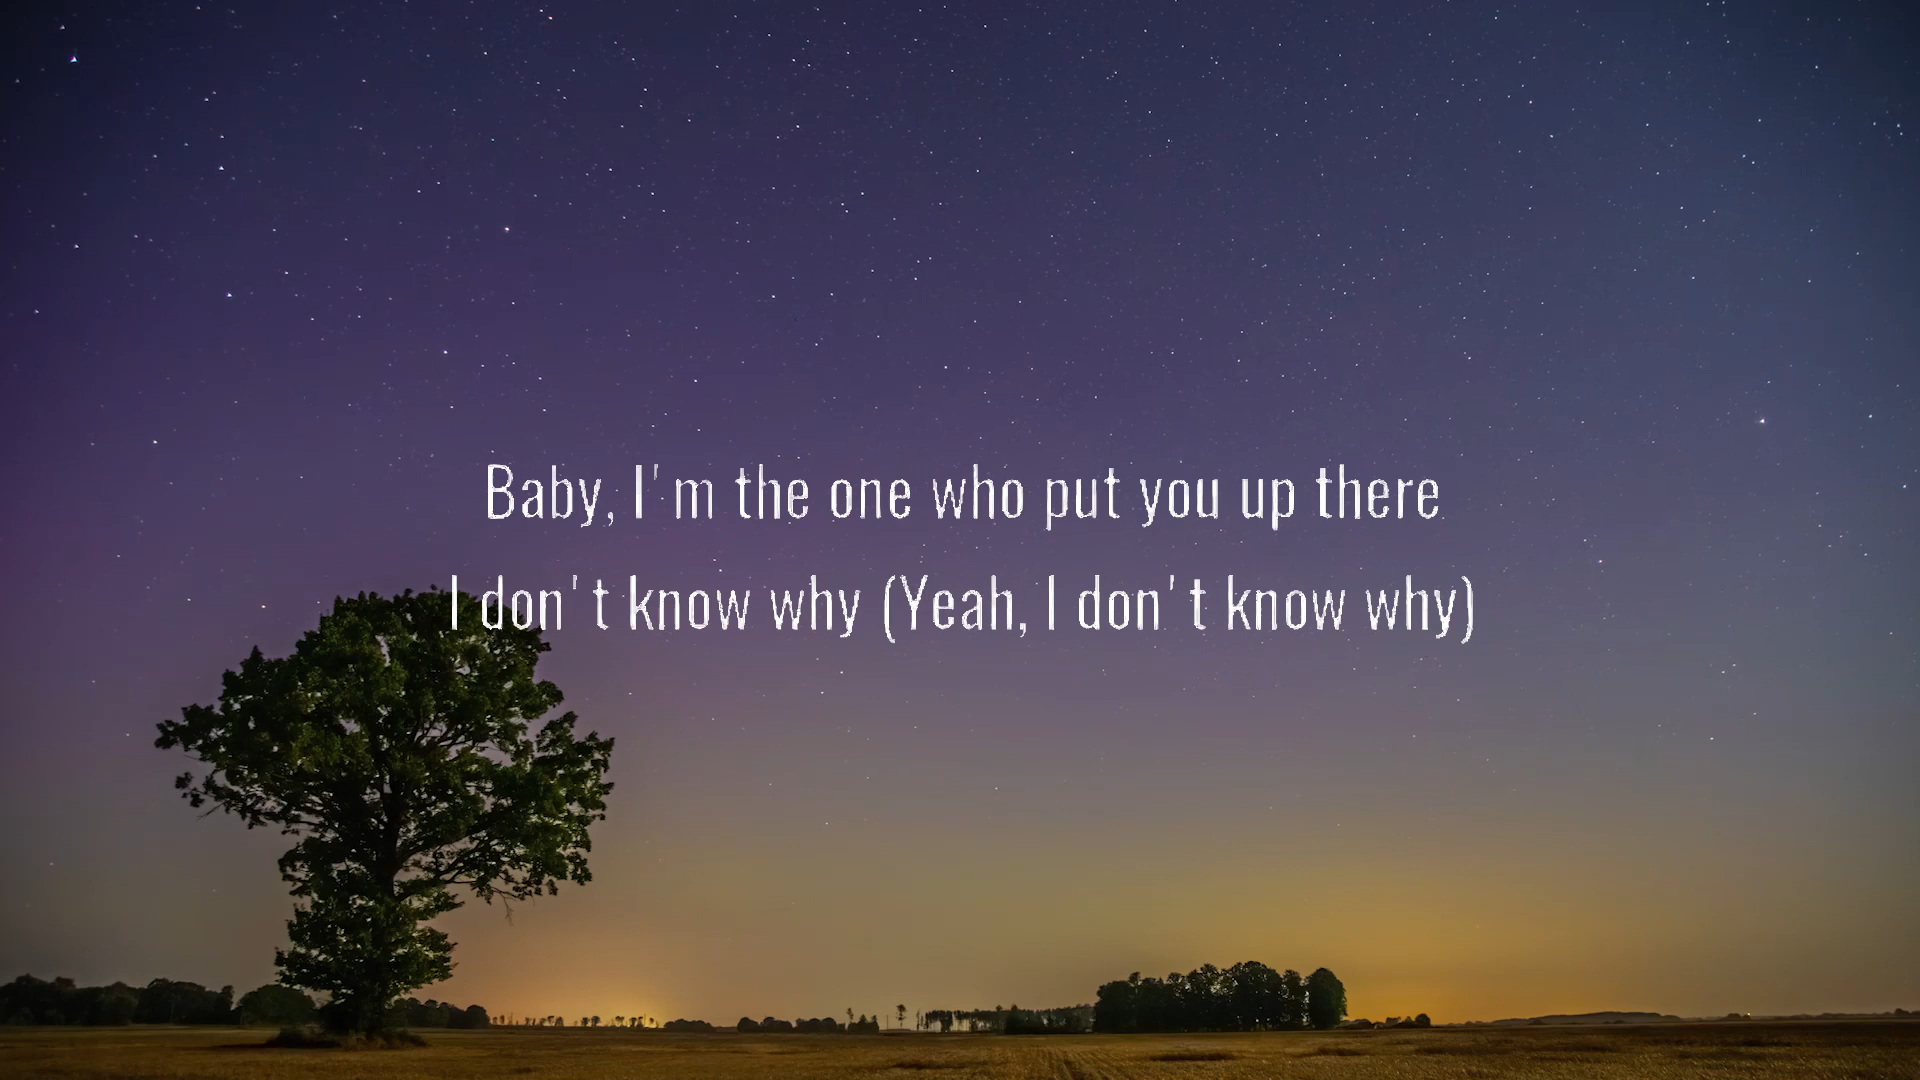 Baby, I'm the one who put you up there
I don't know why (Yeah, I don't know why)